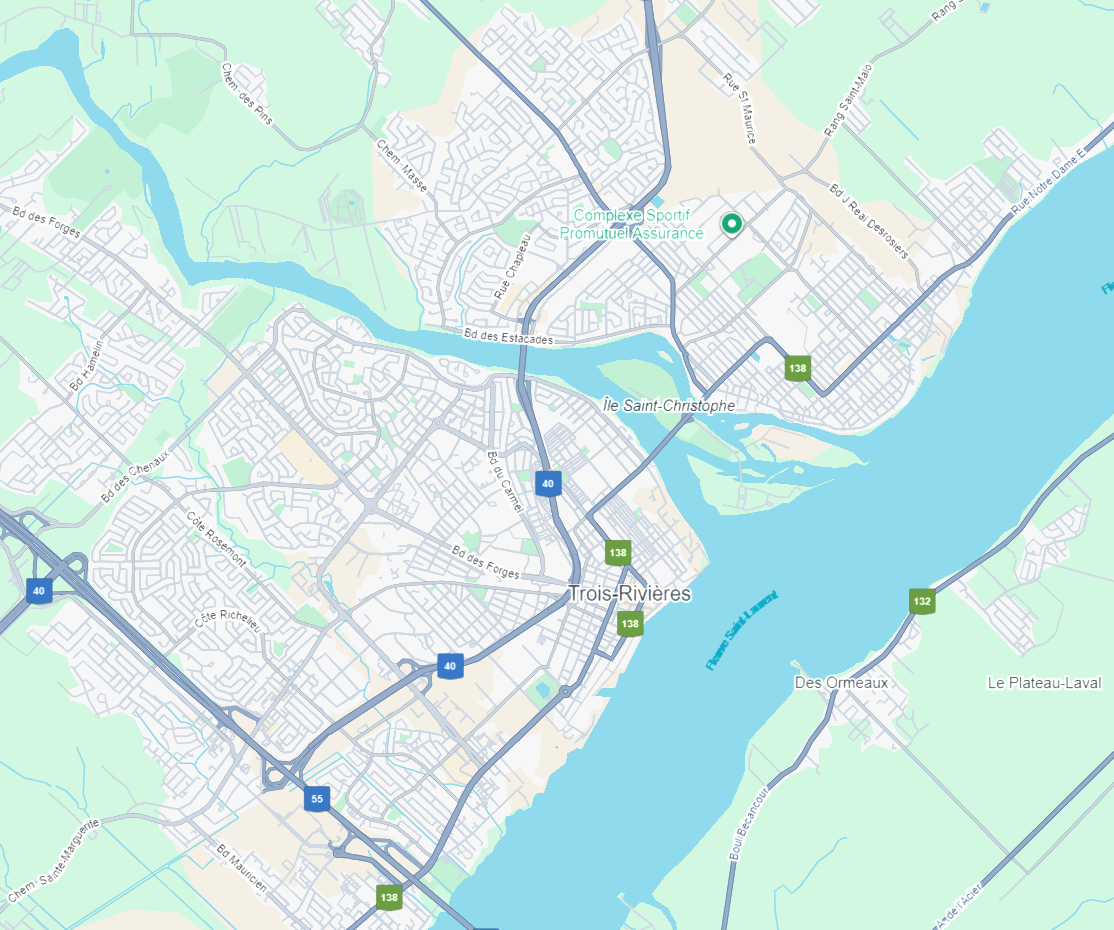 Rang S
Chem. des Pins
Rue St Maurice
Rang Saint-Malo
Chem. Masse
Rue Notre-Dame E
Bd J Réal Desrosiers
Bd des Forges
Complexe Sportif
Promutuel Assurance
Rue Chapleau
Fle
Bd des Estacades
Bd Hamelin
138
Île Saint-Christophe
Bd des Chenaux
Bd du Carmel
40
Côte Rosemont
138
Bd des Forges
40
Trois-Rivières
132
Côte Richelieu
138
Fleuve Saint-Laurent
40
Des Ormeaux
Le Plateau-Laval
55
Boul Bécancour
Chem. Sainte-Marguerite
Bd Mauricien
138
A. de l'Acier